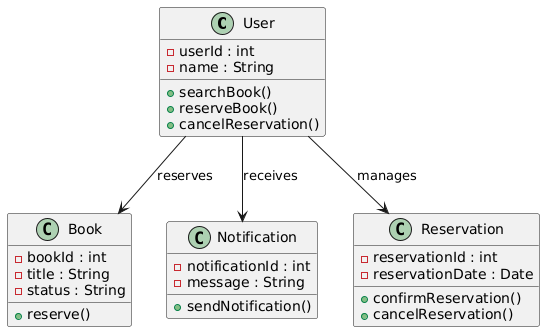 C User
userId : int
name : String
searchBook()
reserveBook()
cancelReservation()
reserves
receives
manages
C Book
bookId : int
title : String
status : String
reserve()
C Notification
notificationId : int
message : String
sendNotification()
C Reservation
reservationId : int
reservationDate : Date
confirmReservation()
cancelReservation()